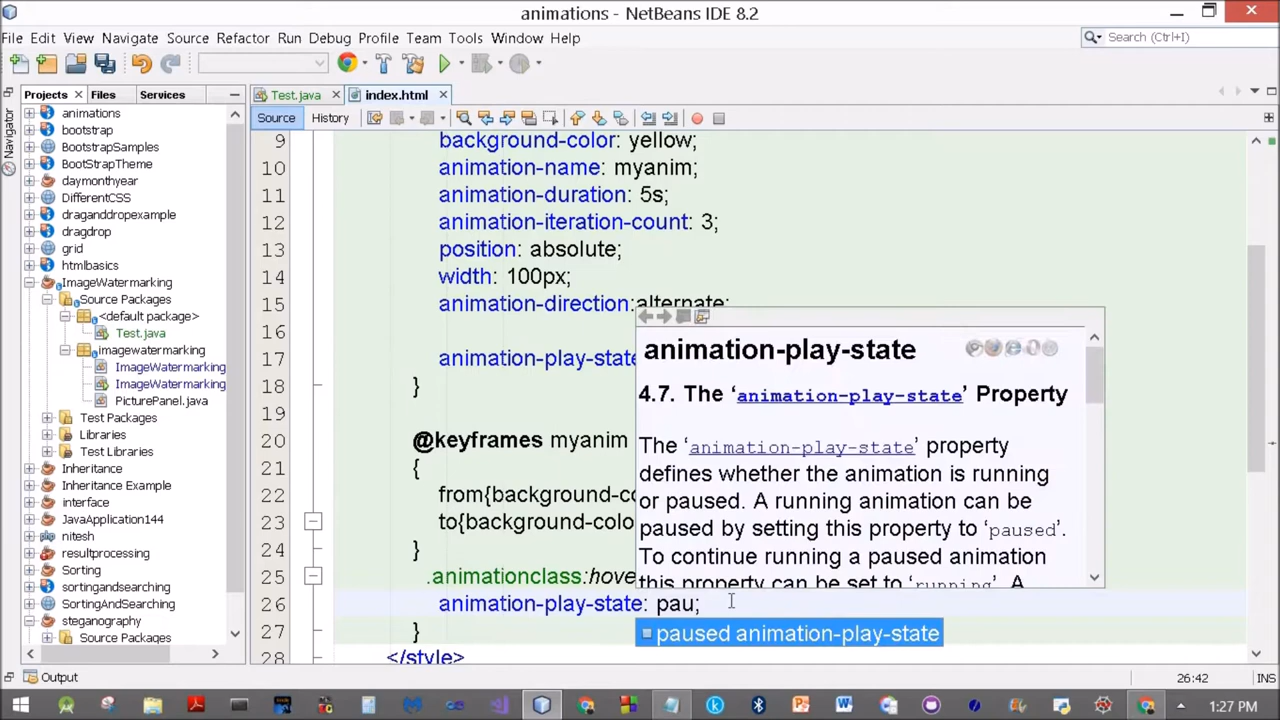 animations - NetBeans IDE 8.2
File Edit View Navigate Source Refactor Run Debug Profile Team Tools Window Help
Search (Ctrl+I)
Projects Files Services
Test.java index.html
Navigator
Source History
animations
bootstrap
BootstrapSamples
BootStrapTheme
daymonthyear
DifferentCSS
draganddropexample
dragdrop
grid
htmlbasics
ImageWatermarking
Source Packages
<default package>
Test.java
imagewatermarking
ImageWatermarking
ImageWatermarking
PicturePanel.java
Test Packages
Libraries
Test Libraries
Inheritance
Inheritance Example
interface
JavaApplication144
nitesh
resultprocessing
Sorting
sortingandsearching
SortingAndSearching
steganography
Source Packages
9 background-color: yellow;
10 animation-name: myanim;
11 animation-duration: 5s;
12 animation-iteration-count: 3;
13 position: absolute;
14 width: 100px;
15 animation-direction:alternate;
16
17 animation-play-state
18 }
19
20 @keyframes myanim
21 {
22 from{background-co
23 to{background-colo
24 }
25 .animationclass:hove
26 animation-play-state: pau;
27 }
28 </style>
animation-play-state
4.7. The ‘animation-play-state’ Property
The ‘animation-play-state’ property
defines whether the animation is running
or paused. A running animation can be
paused by setting this property to ‘paused’.
To continue running a paused animation
this property can be set to ‘running’. A
paused animation-play-state
Output
26:42 INS
1:27 PM